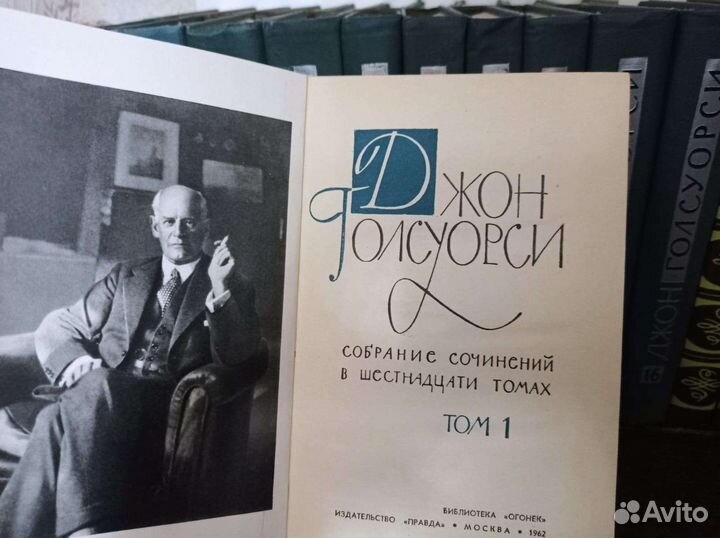 ДЖОН
ГОЛСУОРСИ
СОБРАНИЕ СОЧИНЕНИЙ
В ШЕСТНАДЦАТИ ТОМАХ
ТОМ 1
БИБЛИОТЕКА «ОГОНЕК»
ИЗДАТЕЛЬСТВО «ПРАВДА» • МОСКВА • 1962
16 ДЖОН ГОЛСУОРСИ
Avito